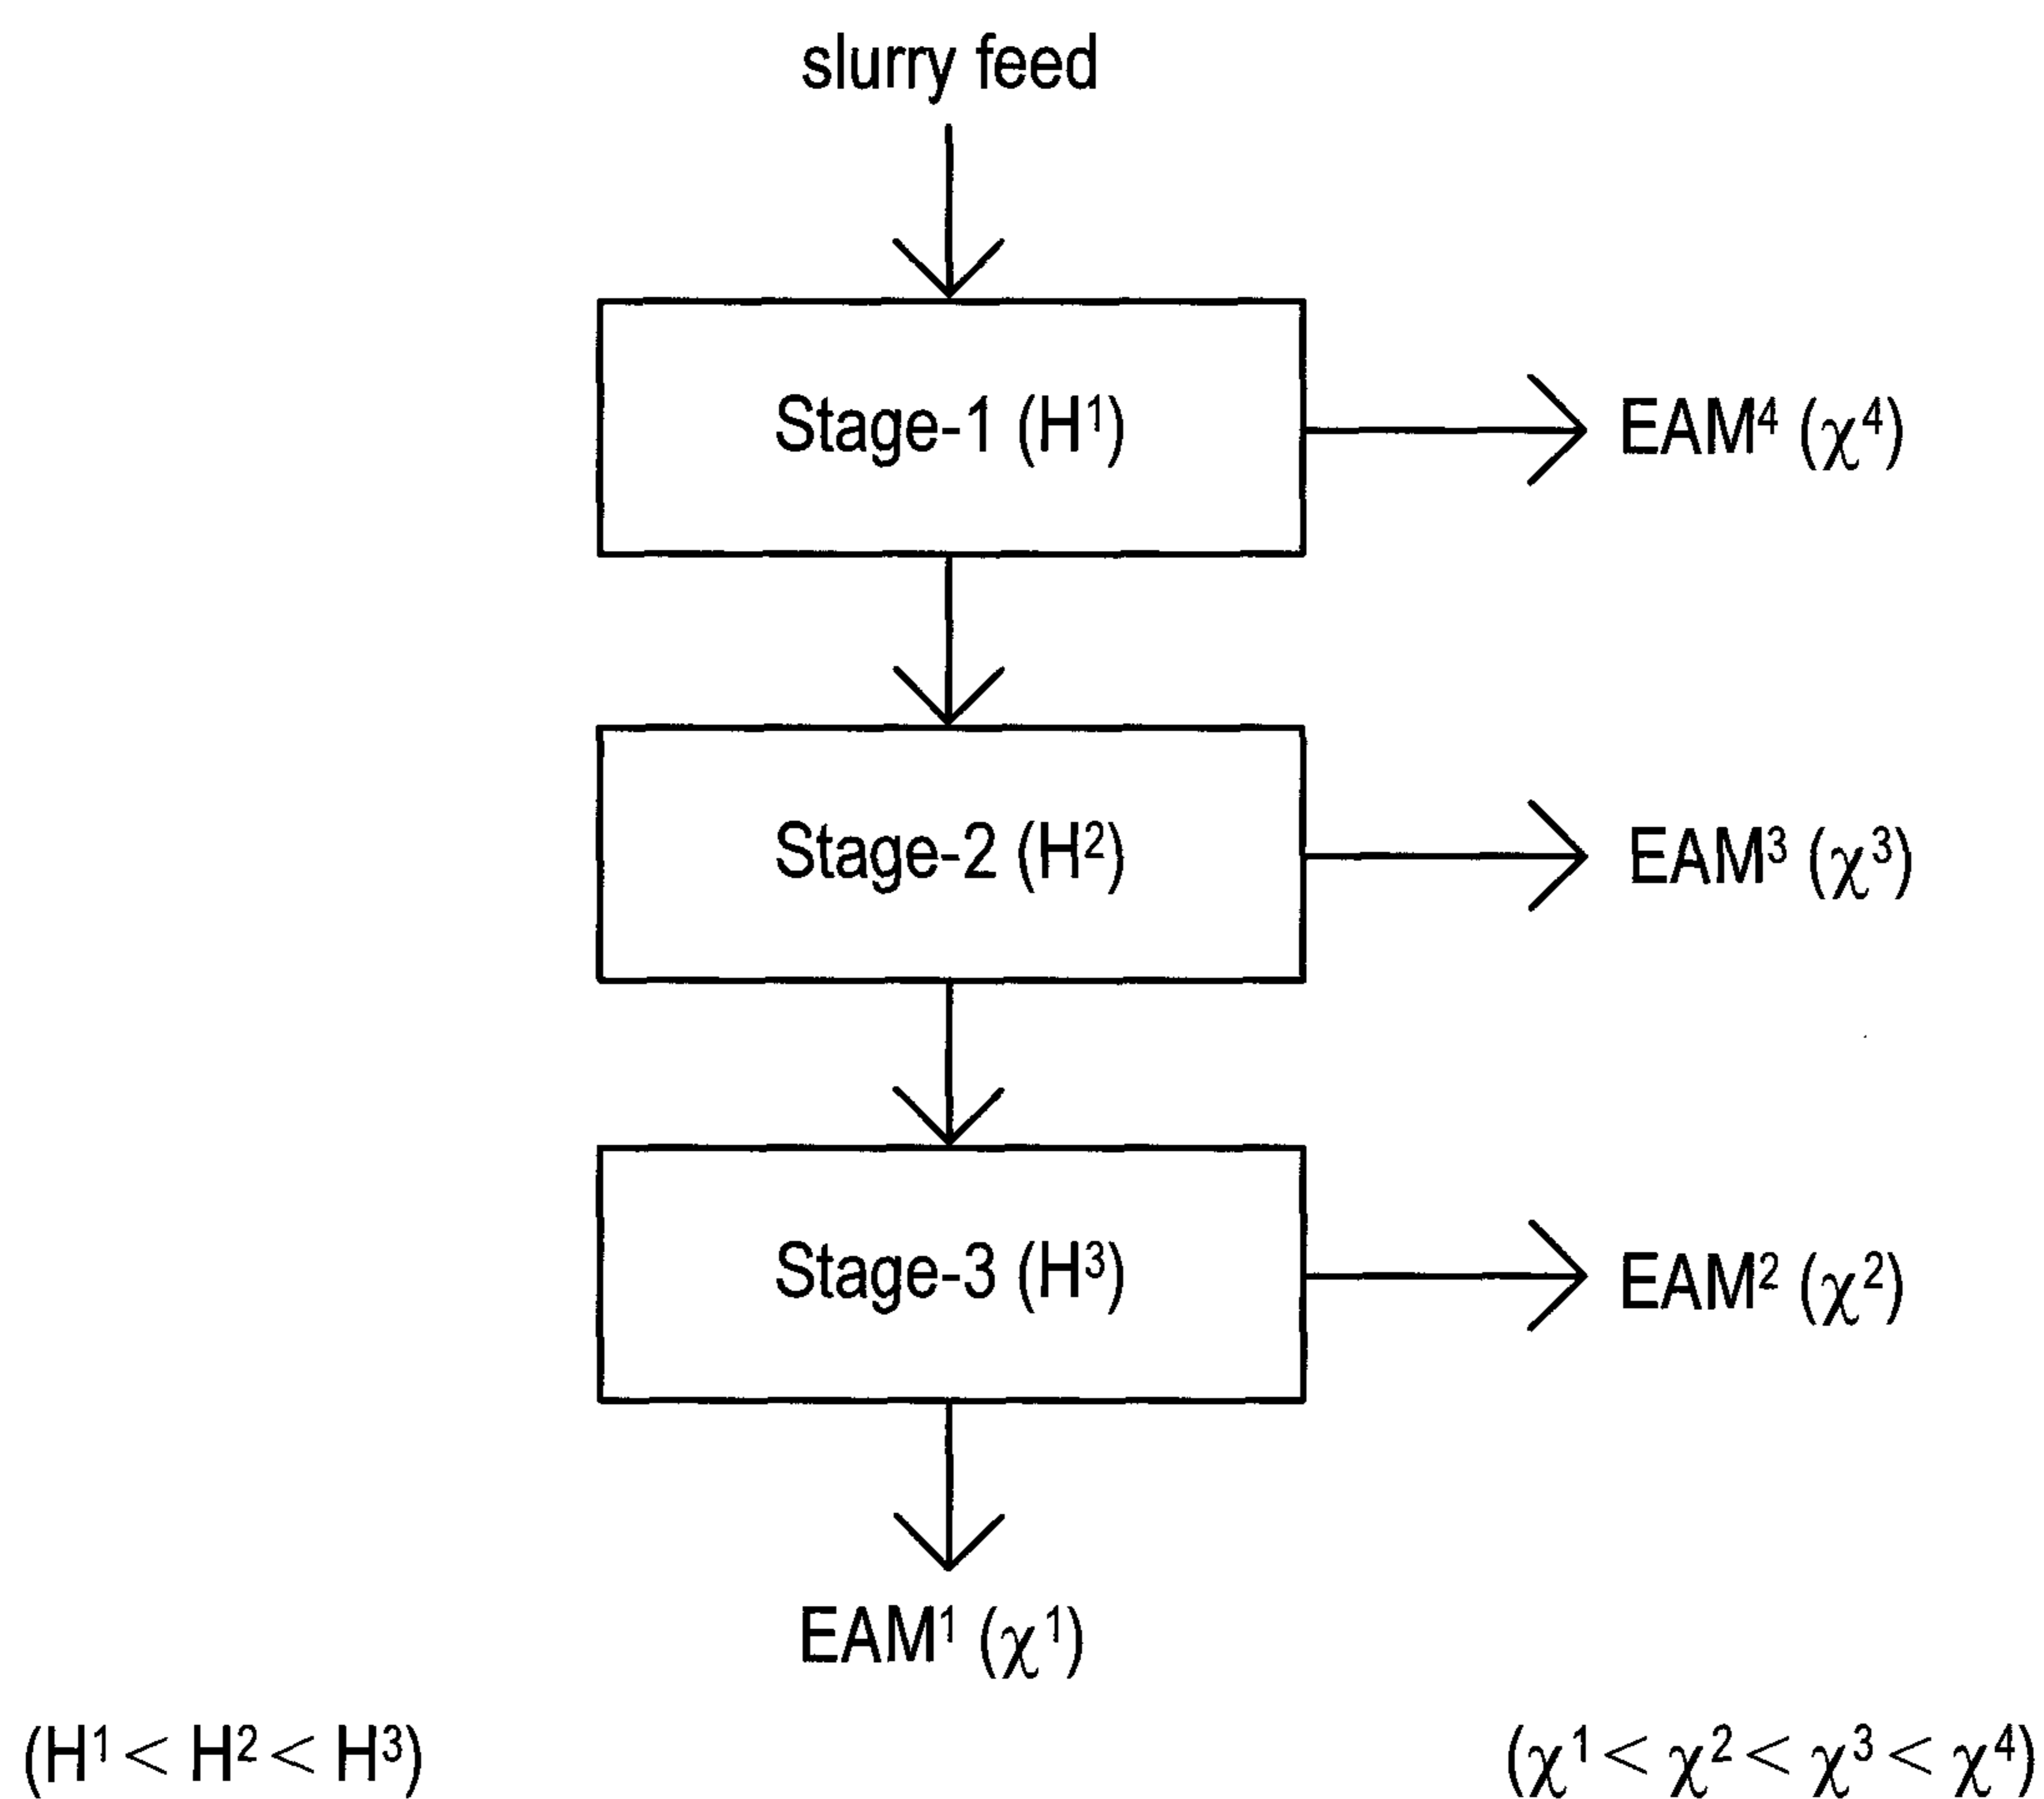 slurry feed
Stage-1 (H¹)
EAM⁴ (χ⁴)
Stage-2 (H²)
EAM³ (χ³)
Stage-3 (H³)
EAM² (χ²)
EAM¹ (χ¹)
(H¹ < H² < H³)
(χ¹ < χ² < χ³ < χ⁴)